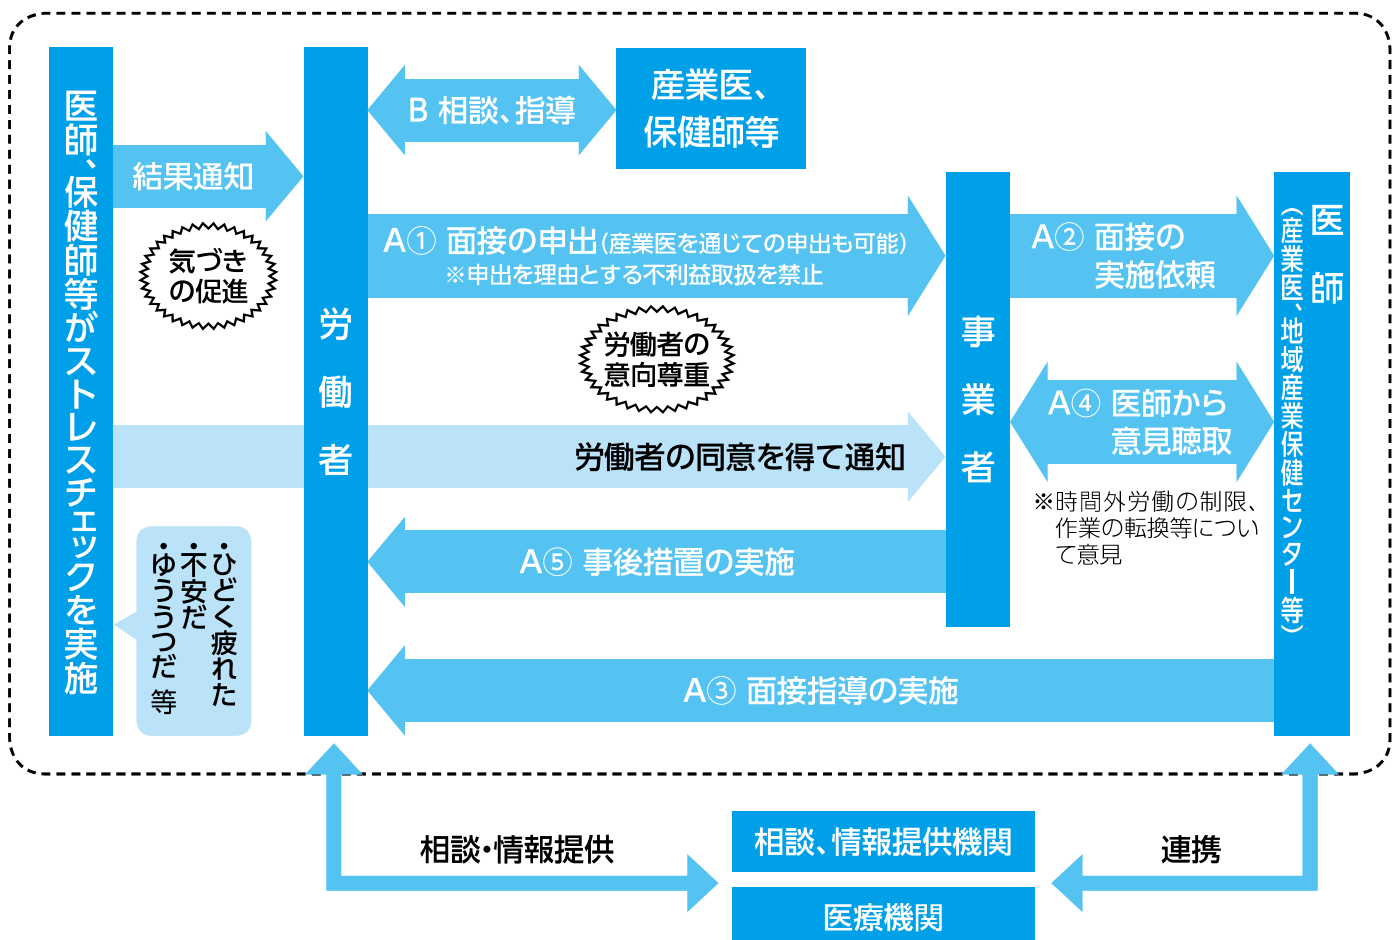 医師、保健師等がストレスチェックを実施
結果通知
気づき
の促進
・ひどく疲れた
・不安だ
・ゆううつだ 等
労働者
B 相談、指導
産業医、
保健師等
A① 面接の申出（産業医を通じての申出も可能）
※申出を理由とする不利益取扱を禁止
労働者の
意向尊重
労働者の同意を得て通知
A⑤ 事後措置の実施
A③ 面接指導の実施
事業者
A② 面接の
実施依頼
A④ 医師から
意見聴取
※時間外労働の制限、
作業の転換等につい
て意見
医師
（産業医、地域産業保健センター等）
相談・情報提供
相談、情報提供機関
医療機関
連携